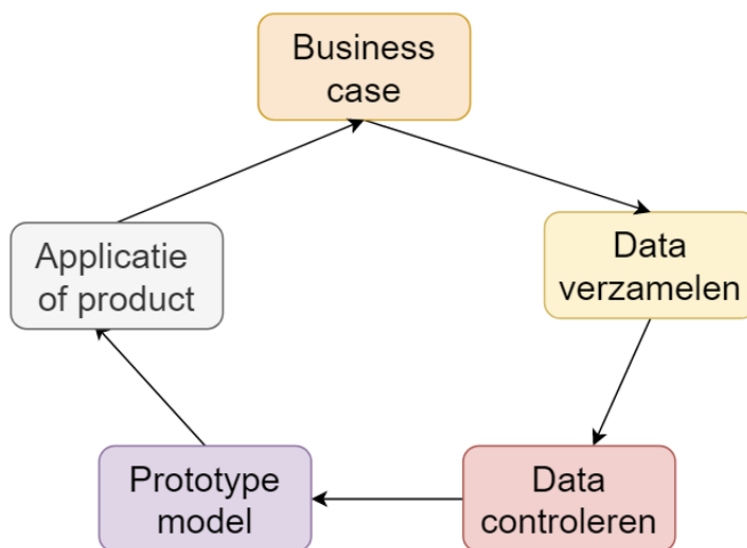 Business
case
Data
verzamelen
Data
controleren
Prototype
model
Applicatie
of product